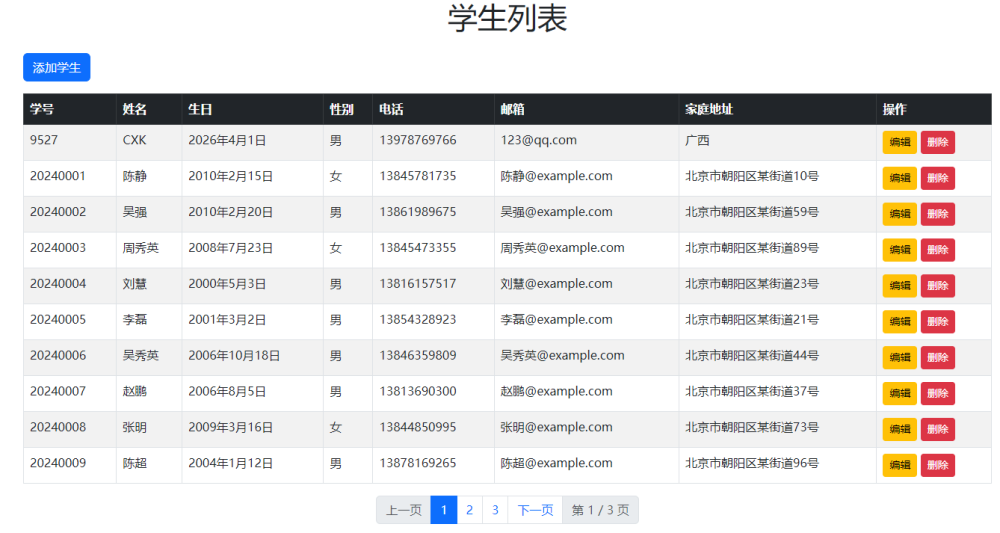 学生列表
添加学生
学号 姓名 生日 性别 电话 邮箱 家庭地址 操作
9527 CXK 2026年4月1日 男 13978769766 123@qq.com 广西 编辑 删除
20240001 陈静 2010年2月15日 女 13845781735 陈静@example.com 北京市朝阳区某街道10号 编辑 删除
20240002 吴强 2010年2月20日 男 13861989675 吴强@example.com 北京市朝阳区某街道59号 编辑 删除
20240003 周秀英 2008年7月23日 女 13845473355 周秀英@example.com 北京市朝阳区某街道89号 编辑 删除
20240004 刘慧 2000年5月3日 男 13816157517 刘慧@example.com 北京市朝阳区某街道23号 编辑 删除
20240005 李磊 2001年3月2日 男 13854328923 李磊@example.com 北京市朝阳区某街道21号 编辑 删除
20240006 吴秀英 2006年10月18日 男 13846359809 吴秀英@example.com 北京市朝阳区某街道44号 编辑 删除
20240007 赵鹏 2006年8月5日 男 13813690300 赵鹏@example.com 北京市朝阳区某街道37号 编辑 删除
20240008 张明 2009年3月16日 女 13844850995 张明@example.com 北京市朝阳区某街道73号 编辑 删除
20240009 陈超 2004年1月12日 男 13878169265 陈超@example.com 北京市朝阳区某街道96号 编辑 删除
上一页 1 2 3 下一页 第 1 / 3 页